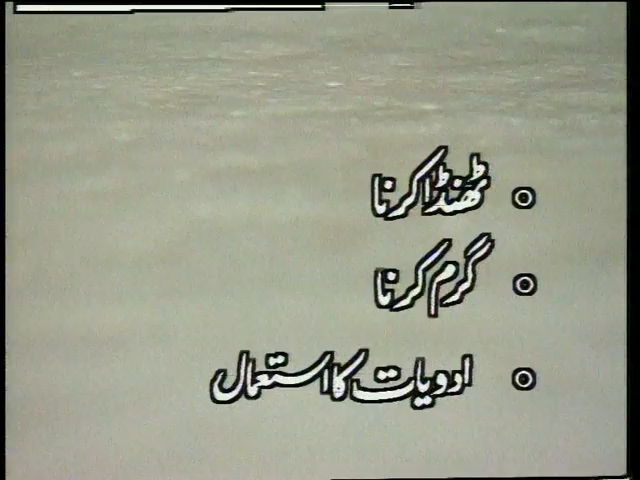 ٹھنڈا کرنا
گرم کرنا
ادویات کا استعمال